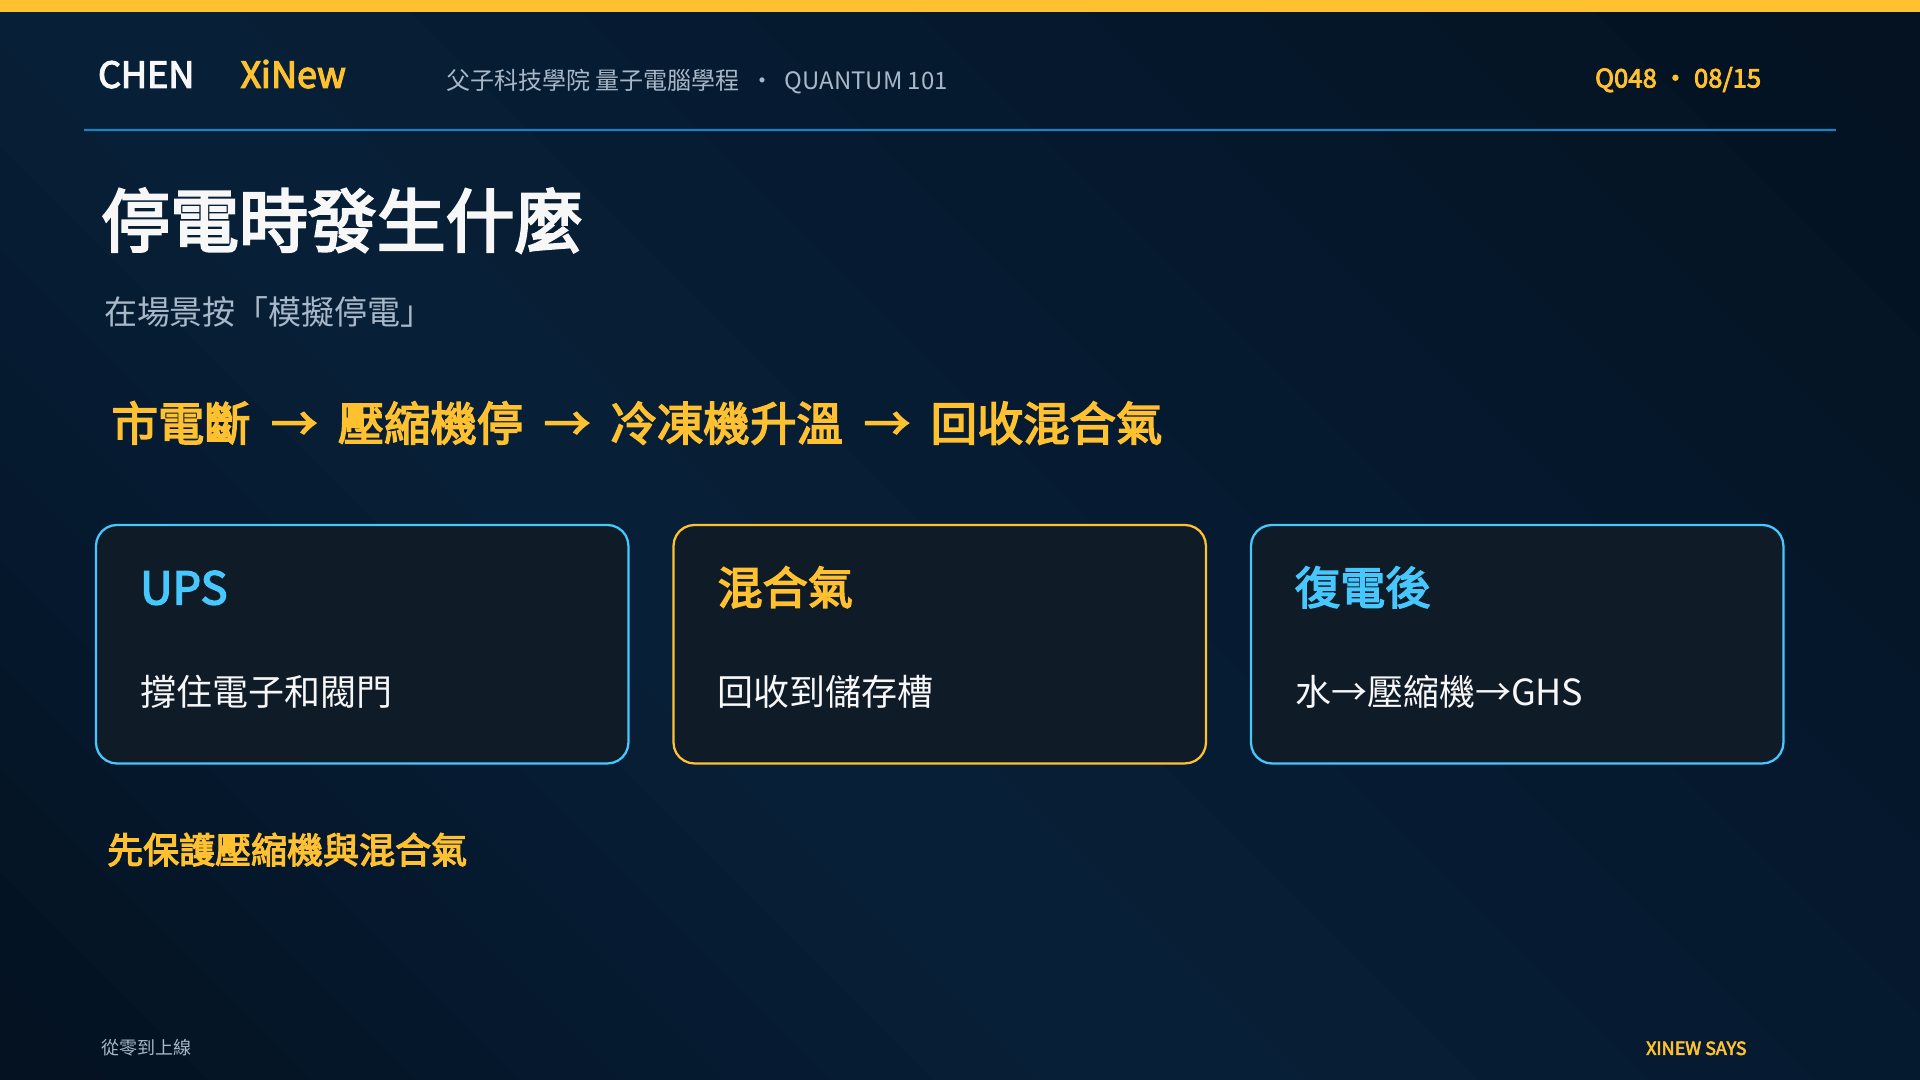 CHEN XiNew 父子科技學院 量子電腦學程 • QUANTUM 101 Q048 • 08/15
停電時發生什麼
在場景按「模擬停電」
市電斷 → 壓縮機停 → 冷凍機升溫 → 回收混合氣
UPS
撐住電子和閥門
混合氣
回收到儲存槽
復電後
水→壓縮機→GHS
先保護壓縮機與混合氣
從零到上線
XINEW SAYS